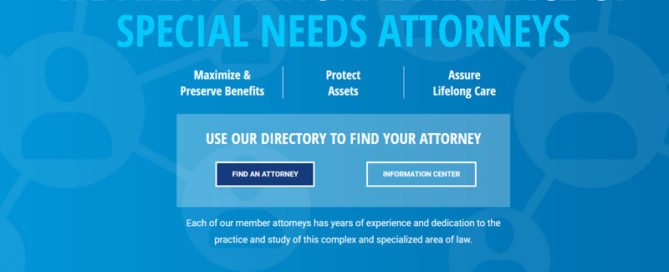 SPECIAL NEEDS ATTORNEYS
Maximize &
Preserve Benefits
Protect
Assets
Assure
Lifelong Care
USE OUR DIRECTORY TO FIND YOUR ATTORNEY
FIND AN ATTORNEY
INFORMATION CENTER
Each of our member attorneys has years of experience and dedication to the
practice and study of this complex and specialized area of law.